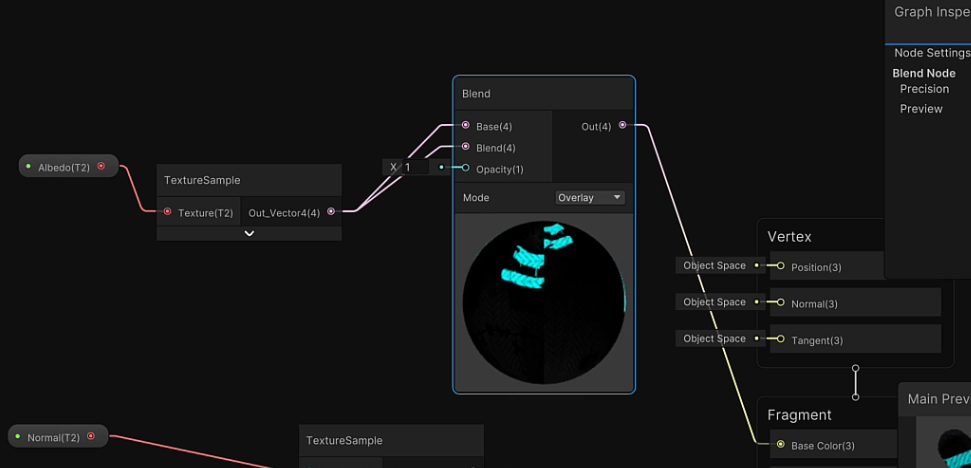 Graph Inspe
Node Settings
Blend Node
Precision
Preview
Blend
Base(4)
Out(4)
Blend(4)
X 1
Opacity(1)
Mode
Overlay
Albedo(T2)
TextureSample
Texture(T2)
Out_Vector4(4)
Vertex
Object Space
Position(3)
Object Space
Normal(3)
Object Space
Tangent(3)
Fragment
Base Color(3)
Main Prev
Normal(T2)
TextureSample